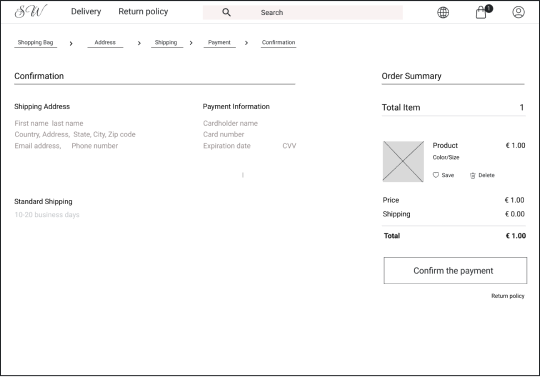 SW Delivery Return policy Search 1
Shopping Bag > Address > Shipping > Payment > Confirmation
Confirmation
Shipping Address
First name last name
Country, Address, State, City, Zip code
Email address, Phone number
Payment Information
Cardholder name
Card number
Expiration date CVV
Standard Shipping
10-20 business days
Order Summary
Total Item 1
Product € 1.00
Color/Size
Save Delete
Price € 1.00
Shipping € 0.00
Total € 1.00
Confirm the payment
Return policy